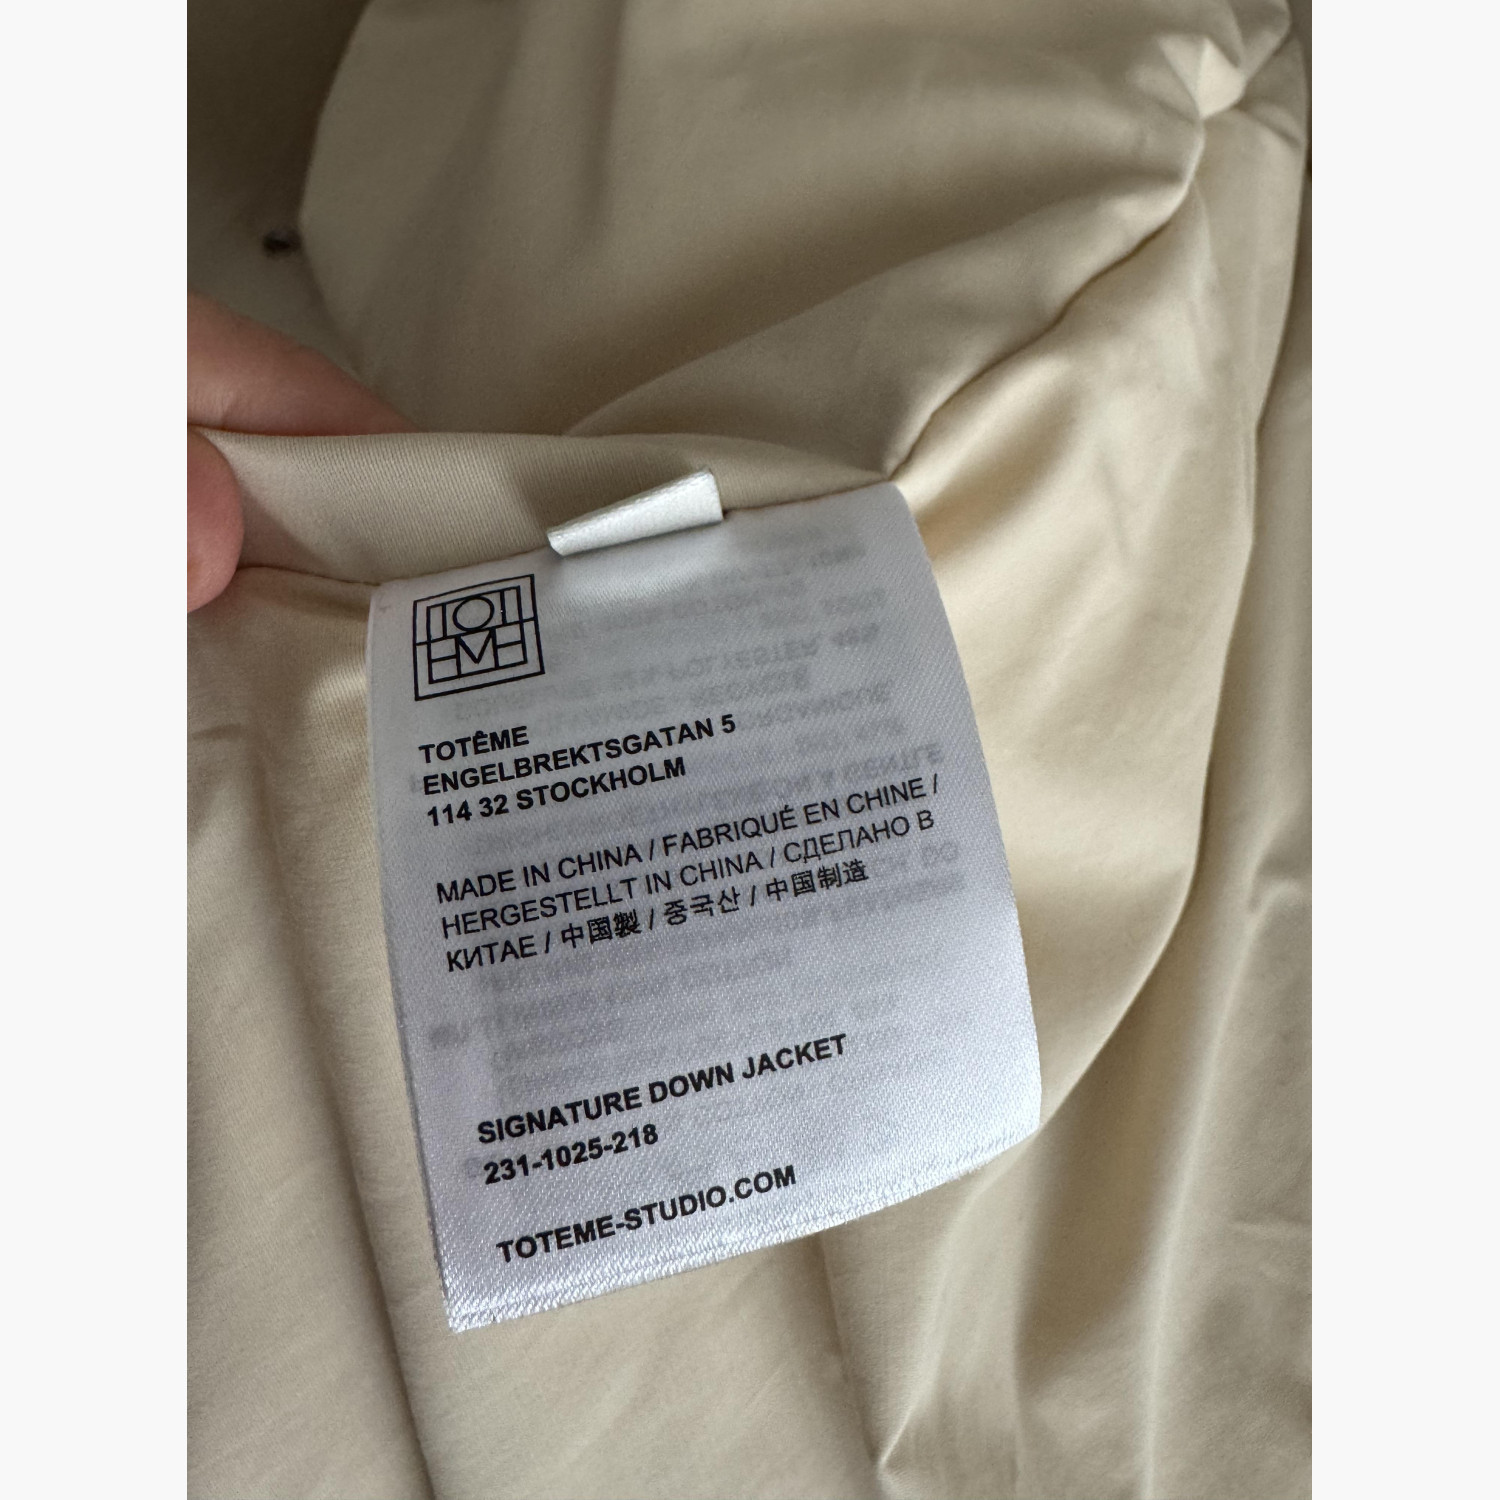 TOTEME
TOTÊME
ENGELBREKTSGATAN 5
114 32 STOCKHOLM
MADE IN CHINA / FABRIQUÉ EN CHINE /
HERGESTELLT IN CHINA / СДЕЛАНО В
КИТАЕ / 中国製 / 중국산 / 中国制造
SIGNATURE DOWN JACKET
231-1025-218
TOTEME-STUDIO.COM